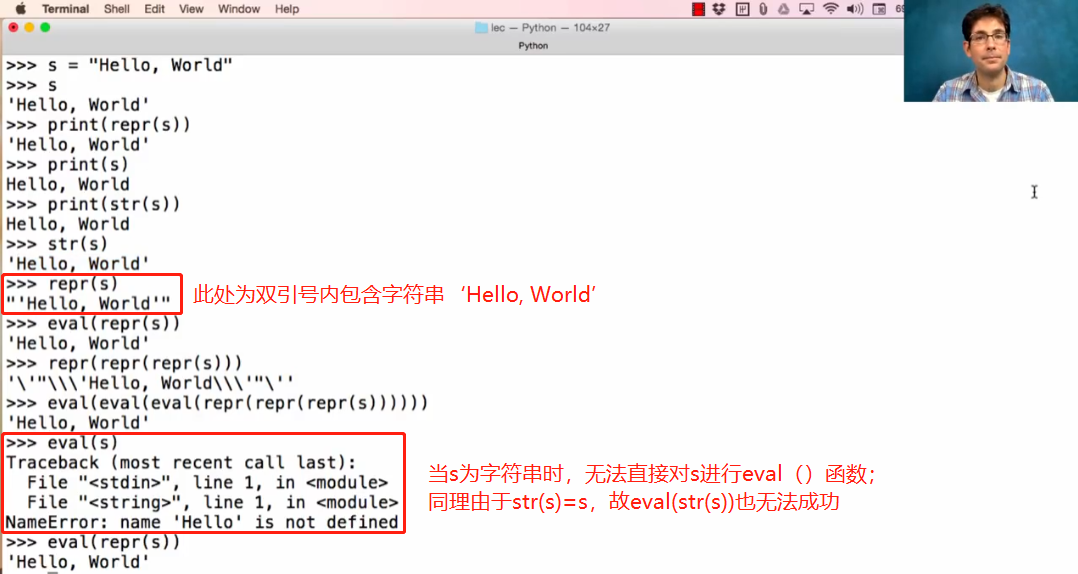 Terminal Shell Edit View Window Help
lec — Python — 104×27
Python
>>> s = "Hello, World"
>>> s
'Hello, World'
>>> print(repr(s))
'Hello, World'
>>> print(s)
Hello, World
>>> print(str(s))
Hello, World
>>> str(s)
'Hello, World'
>>> repr(s)
"'Hello, World'"
此处为双引号内包含字符串‘Hello, World’
>>> eval(repr(s))
'Hello, World'
>>> repr(repr(repr(s)))
'\'"\\\'Hello, World\\\'"\''
>>> eval(eval(eval(repr(repr(repr(s))))))
'Hello, World'
>>> eval(s)
Traceback (most recent call last):
File "<stdin>", line 1, in <module>
File "<string>", line 1, in <module>
NameError: name 'Hello' is not defined
当s为字符串时，无法直接对s进行eval（）函数；
同理由于str(s)=s，故eval(str(s))也无法成功
>>> eval(repr(s))
'Hello, World'